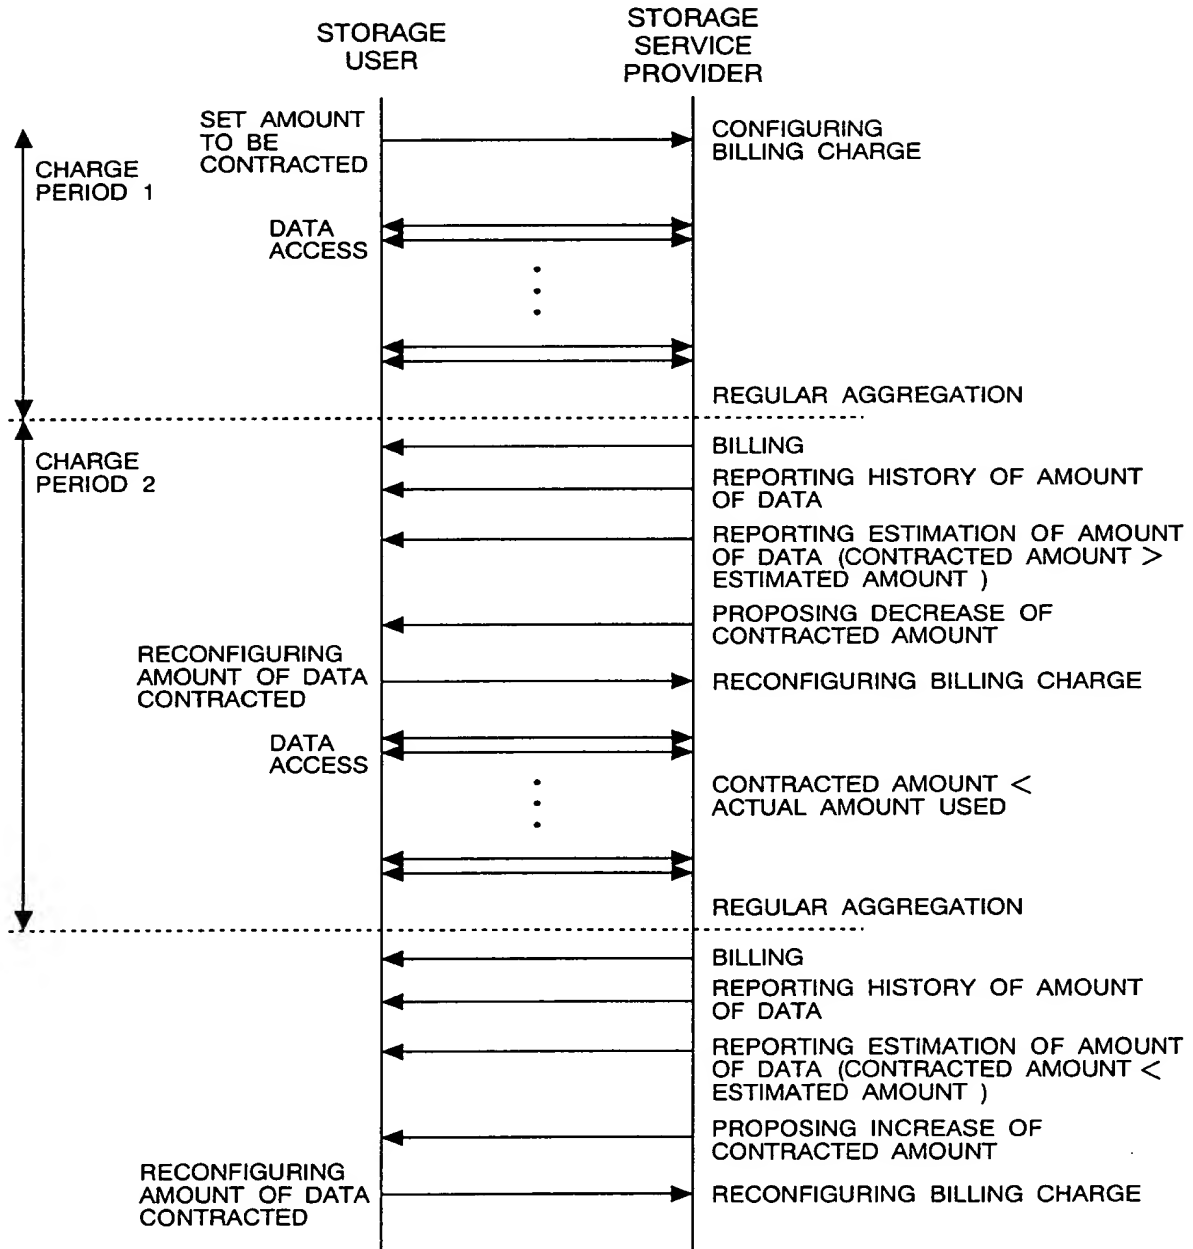 STORAGE
USER
STORAGE
SERVICE
PROVIDER
SET AMOUNT
TO BE
CONTRACTED
CONFIGURING
BILLING CHARGE
CHARGE
PERIOD 1
DATA
ACCESS
REGULAR AGGREGATION
CHARGE
PERIOD 2
BILLING
REPORTING HISTORY OF AMOUNT
OF DATA
REPORTING ESTIMATION OF AMOUNT
OF DATA (CONTRACTED AMOUNT >
ESTIMATED AMOUNT )
PROPOSING DECREASE OF
CONTRACTED AMOUNT
RECONFIGURING
AMOUNT OF DATA
CONTRACTED
RECONFIGURING BILLING CHARGE
DATA
ACCESS
CONTRACTED AMOUNT <
ACTUAL AMOUNT USED
REGULAR AGGREGATION
BILLING
REPORTING HISTORY OF AMOUNT
OF DATA
REPORTING ESTIMATION OF AMOUNT
OF DATA (CONTRACTED AMOUNT <
ESTIMATED AMOUNT )
PROPOSING INCREASE OF
CONTRACTED AMOUNT
RECONFIGURING
AMOUNT OF DATA
CONTRACTED
RECONFIGURING BILLING CHARGE